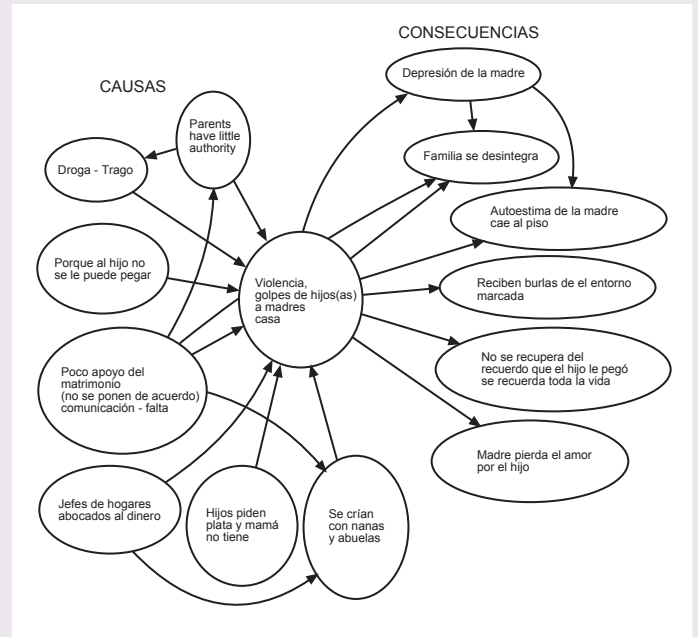 CONSECUENCIAS
CAUSAS
Depresión de la madre
Parents
have little
authority
Familia se desintegra
Droga - Trago
Autoestima de la madre
cae al piso
Porque al hijo no
se le puede pegar
Violencia,
golpes de hijos(as)
a madres
casa
Reciben burlas de el entorno
marcada
Poco apoyo del
matrimonio
(no se ponen de acuerdo)
comunicación - falta
No se recupera del
recuerdo que el hijo le pegó
se recuerda toda la vida
Madre pierda el amor
por el hijo
Jefes de hogares
abocados al dinero
Hijos piden
plata y mamá
no tiene
Se crían
con nanas
y abuelas